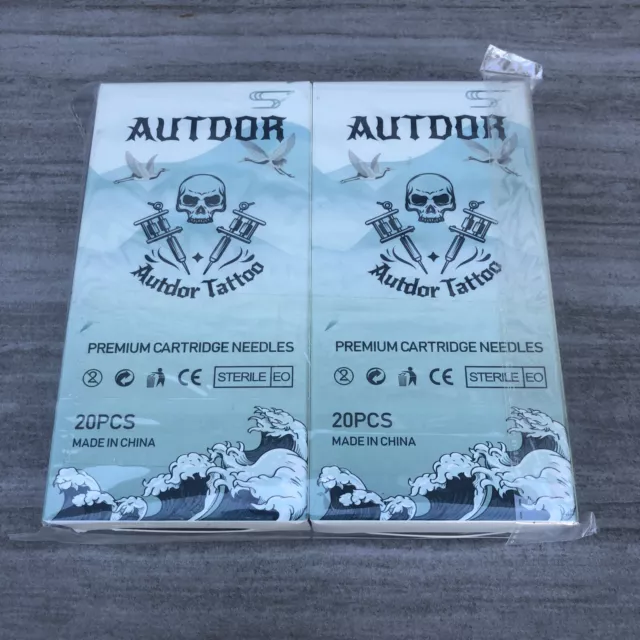 AUTDOR
Autdor Tattoo
PREMIUM CARTRIDGE NEEDLES
CE STERILE EO
20PCS
MADE IN CHINA
AUTDOR
Autdor Tattoo
PREMIUM CARTRIDGE NEEDLES
CE STERILE EO
20PCS
MADE IN CHINA